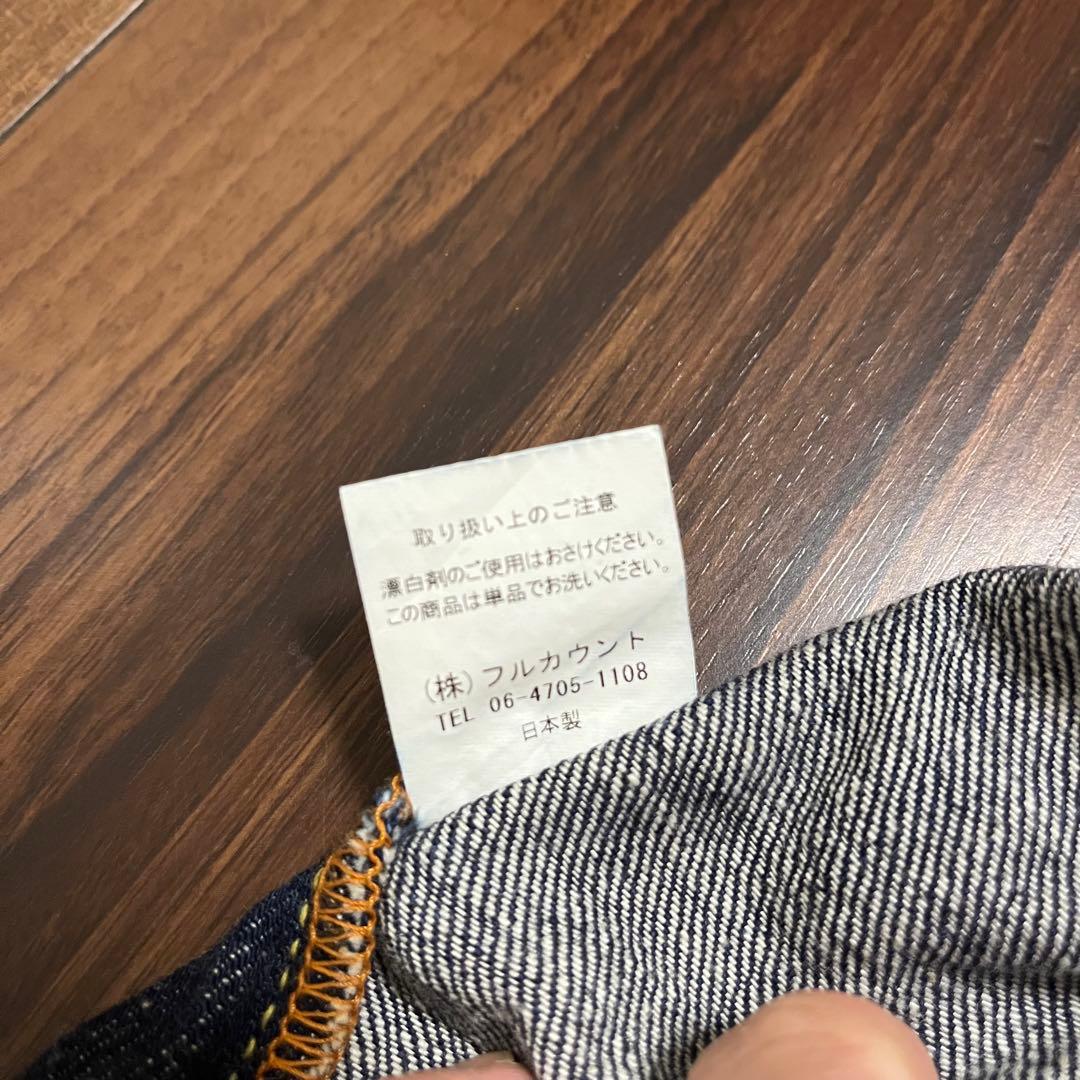 取り扱い上のご注意
漂白剤のご使用はおさけください。
この商品は単品でお洗いください。
(株)フルカウント
TEL 06-4705-1108
日本製